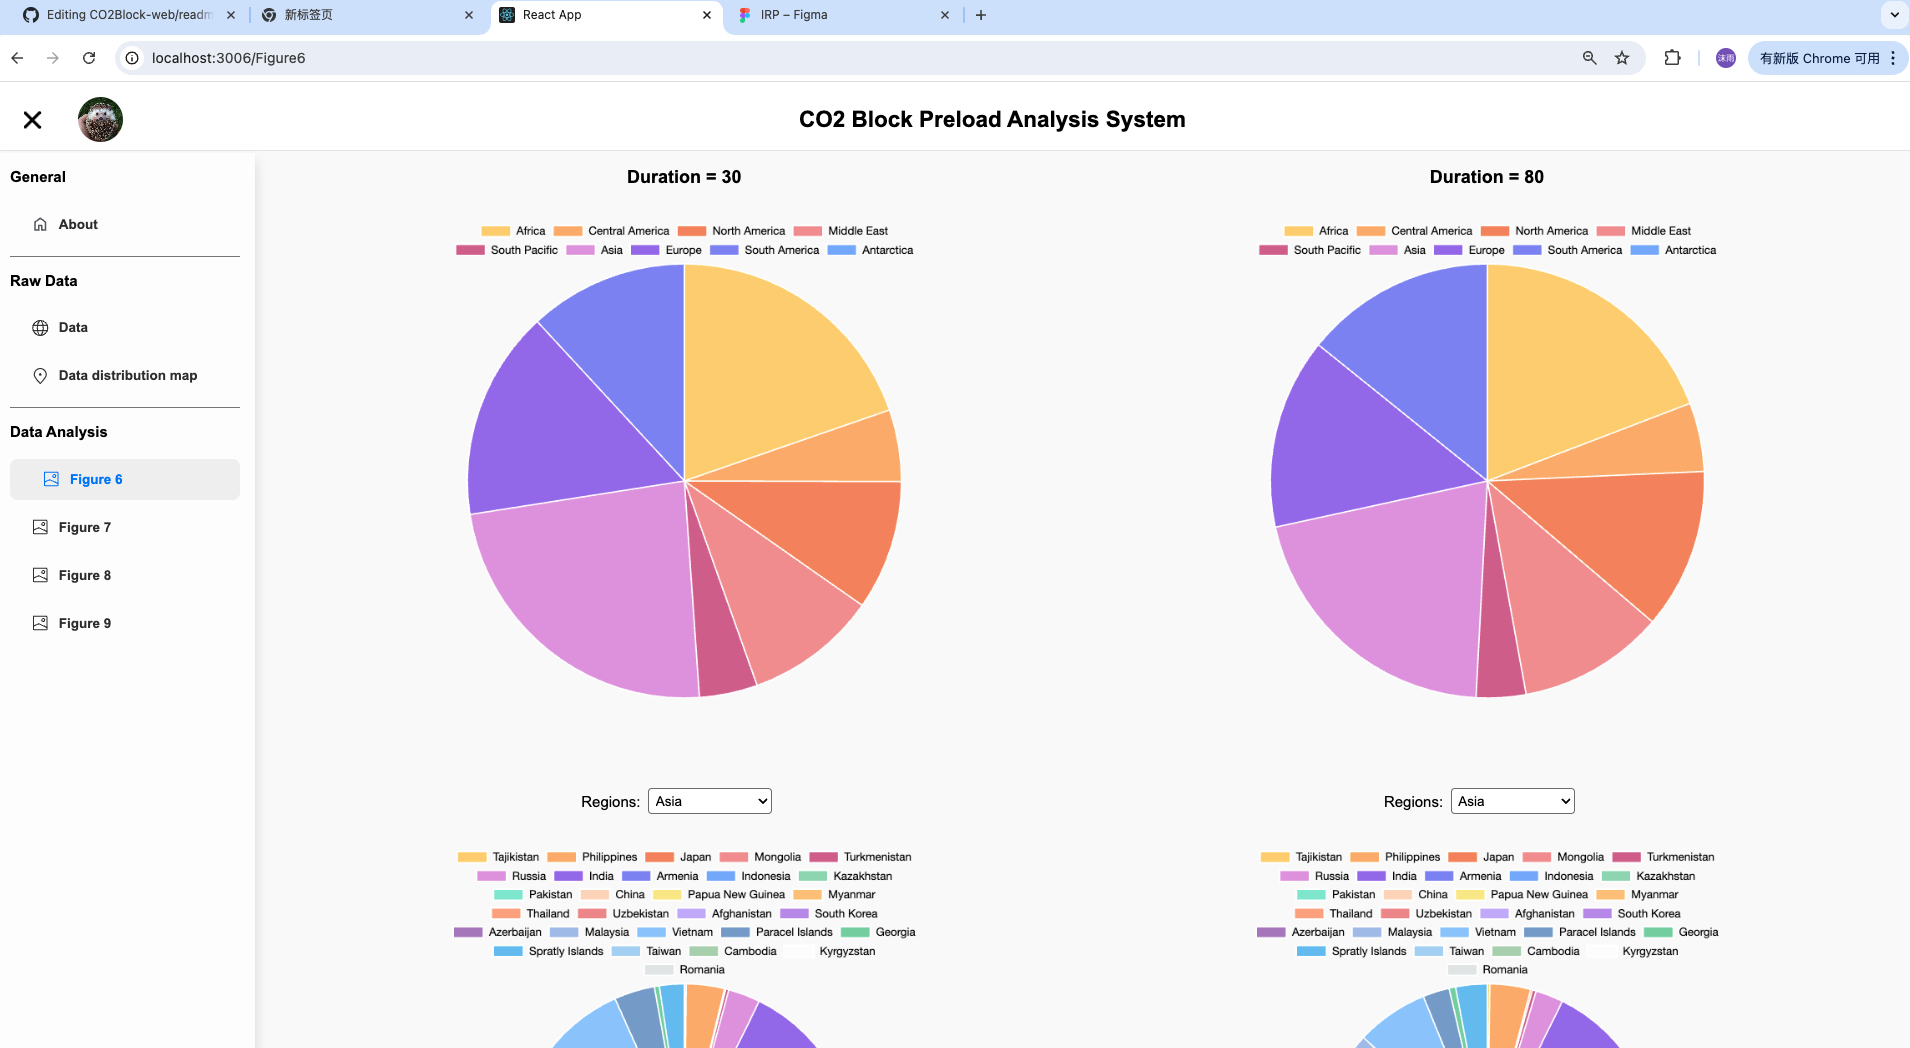 Editing CO2Block-web/readm
新标签页
React App
IRP – Figma
localhost:3006/Figure6
沫雨
有新版 Chrome 可用
CO2 Block Preload Analysis System
General
About
Raw Data
Data
Data distribution map
Data Analysis
Figure 6
Figure 7
Figure 8
Figure 9
Duration = 30
Africa Central America North America Middle East
South Pacific Asia Europe South America Antarctica
Regions: Asia
Tajikistan Philippines Japan Mongolia Turkmenistan
Russia India Armenia Indonesia Kazakhstan
Pakistan China Papua New Guinea Myanmar
Thailand Uzbekistan Afghanistan South Korea
Azerbaijan Malaysia Vietnam Paracel Islands Georgia
Spratly Islands Taiwan Cambodia Kyrgyzstan
Romania
Duration = 80
Africa Central America North America Middle East
South Pacific Asia Europe South America Antarctica
Regions: Asia
Tajikistan Philippines Japan Mongolia Turkmenistan
Russia India Armenia Indonesia Kazakhstan
Pakistan China Papua New Guinea Myanmar
Thailand Uzbekistan Afghanistan South Korea
Azerbaijan Malaysia Vietnam Paracel Islands Georgia
Spratly Islands Taiwan Cambodia Kyrgyzstan
Romania